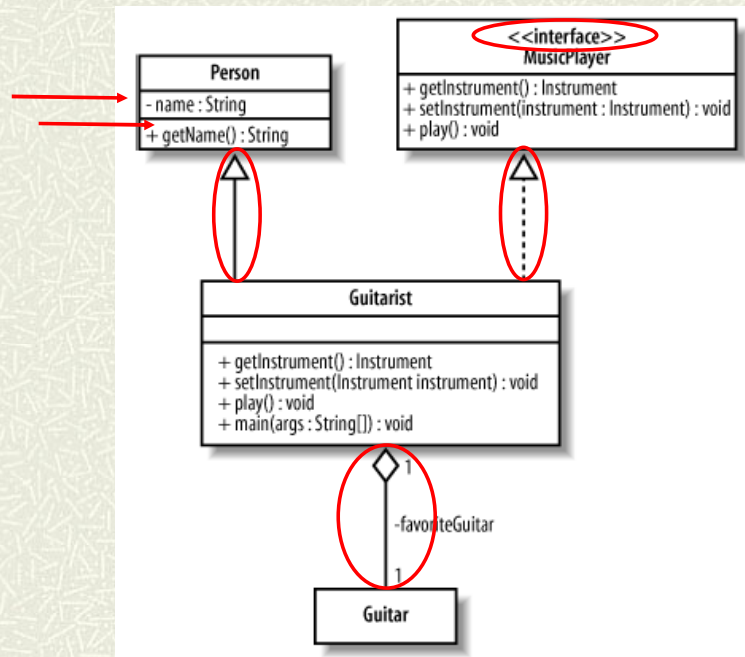 Person
- name : String
+ getName() : String
<<interface>>
MusicPlayer
+ getInstrument() : Instrument
+ setInstrument(instrument : Instrument) : void
+ play() : void
Guitarist
+ getInstrument() : Instrument
+ setInstrument(Instrument instrument) : void
+ play() : void
+ main(args : String[]) : void
1
-favoriteGuitar
1
Guitar